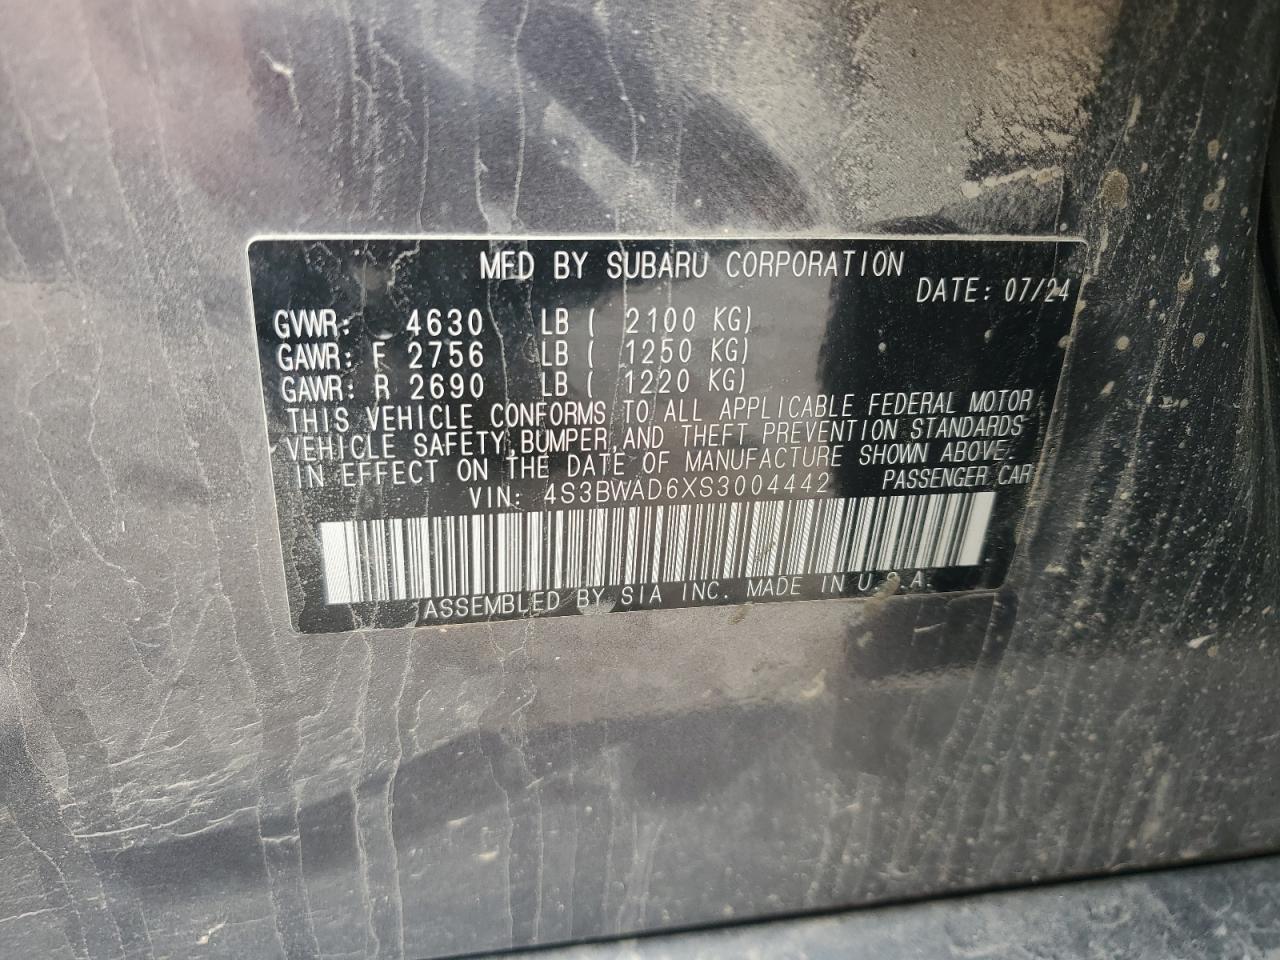 MFD BY SUBARU CORPORATION
DATE: 07/24
GVWR: 4630 LB ( 2100 KG)
GAWR: F 2756 LB ( 1250 KG)
GAWR: R 2690 LB ( 1220 KG)
THIS VEHICLE CONFORMS TO ALL APPLICABLE FEDERAL MOTOR
VEHICLE SAFETY, BUMPER, AND THEFT PREVENTION STANDARDS
IN EFFECT ON THE DATE OF MANUFACTURE SHOWN ABOVE.
VIN: 4S3BWAD6XS3004442 PASSENGER CAR
ASSEMBLED BY SIA INC. MADE IN U.S.A.